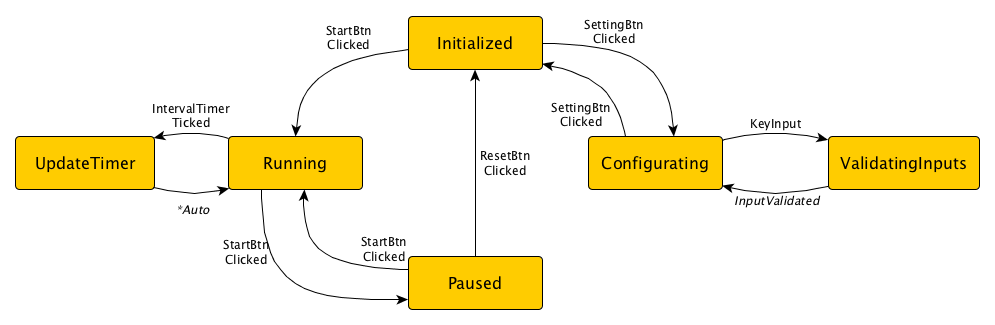 StartBtn
Clicked
Initialized
SettingBtn
Clicked
IntervalTimer
Ticked
SettingBtn
Clicked
KeyInput
UpdateTimer
Running
ResetBtn
Clicked
Configurating
ValidatingInputs
*Auto
InputValidated
StartBtn
Clicked
StartBtn
Clicked
Paused